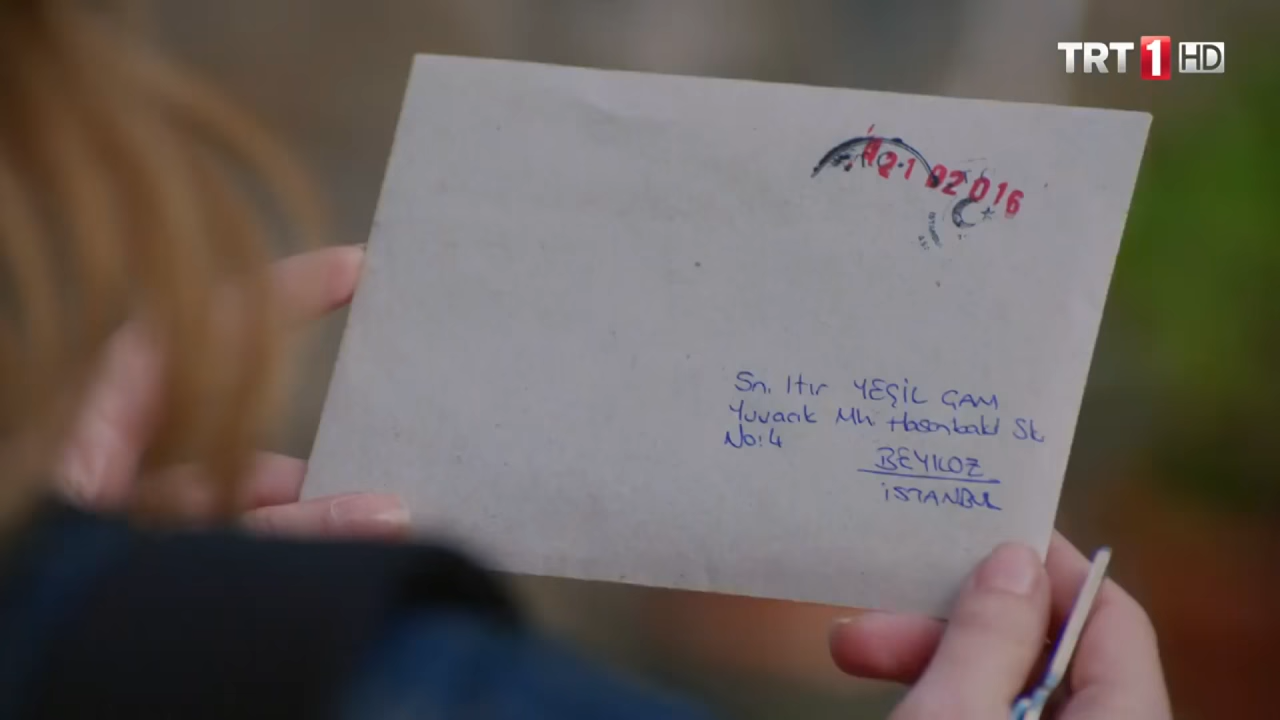 TRT 1 HD
Sn. Itır YEŞİL ÇAM
Yuvacık Mh. Hasanbaki Sk.
No:4
BEYKOZ
İSTANBUL